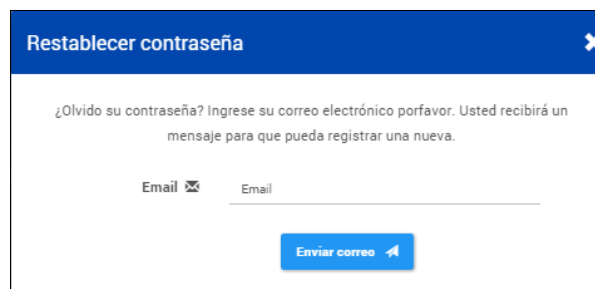 Restablecer contraseña
¿Olvido su contraseña? Ingrese su correo electrónico porfavor. Usted recibirá un
mensaje para que pueda registrar una nueva.
Email Email
Enviar correo